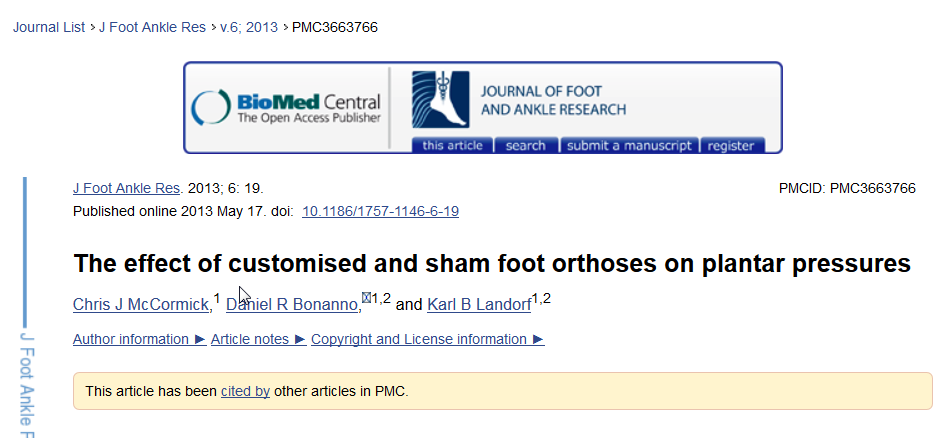 Journal List > J Foot Ankle Res > v.6; 2013 > PMC3663766
BioMed Central
The Open Access Publisher
JOURNAL OF FOOT
AND ANKLE RESEARCH
this article | search | submit a manuscript | register
J Foot Ankle Res. 2013; 6: 19.
PMCID: PMC3663766
Published online 2013 May 17. doi: 10.1186/1757-1146-6-19
The effect of customised and sham foot orthoses on plantar pressures
Chris J McCormick,1 Daniel R Bonanno,1,2 and Karl B Landorf1,2
Author information ► Article notes ► Copyright and License information ►
This article has been cited by other articles in PMC.
J Foot Ankle R